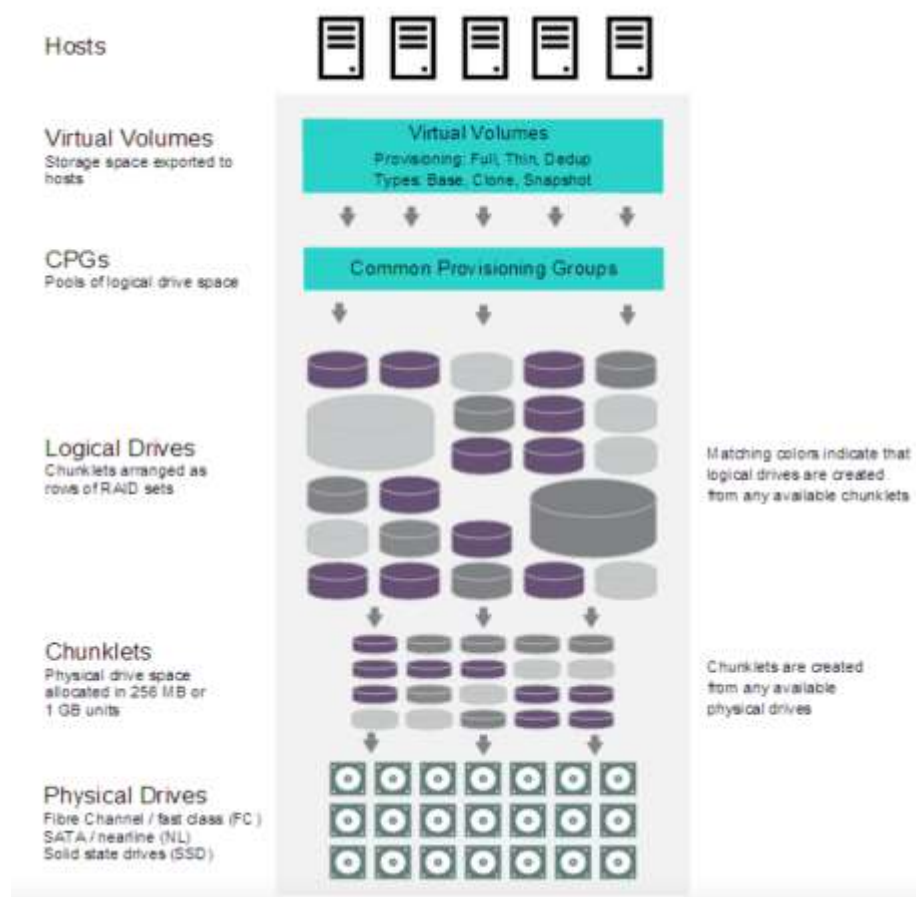 Hosts
Virtual Volumes
Storage space exported to
hosts
Virtual Volumes
Provisioning: Full, Thin, Dedup
Types: Base, Clone, Snapshot
CPGs
Pools of logical drive space
Common Provisioning Groups
Logical Drives
Chunklets arranged as
rows of RAID sets
Matching colors indicate that
logical drives are created
from any available chunklets
Chunklets
Physical drive space
allocated in 256 MB or
1 GB units
Chunklets are created
from any available
physical drives
Physical Drives
Fibre Channel / fast class (FC)
SATA / nearline (NL)
Solid state drives (SSD)